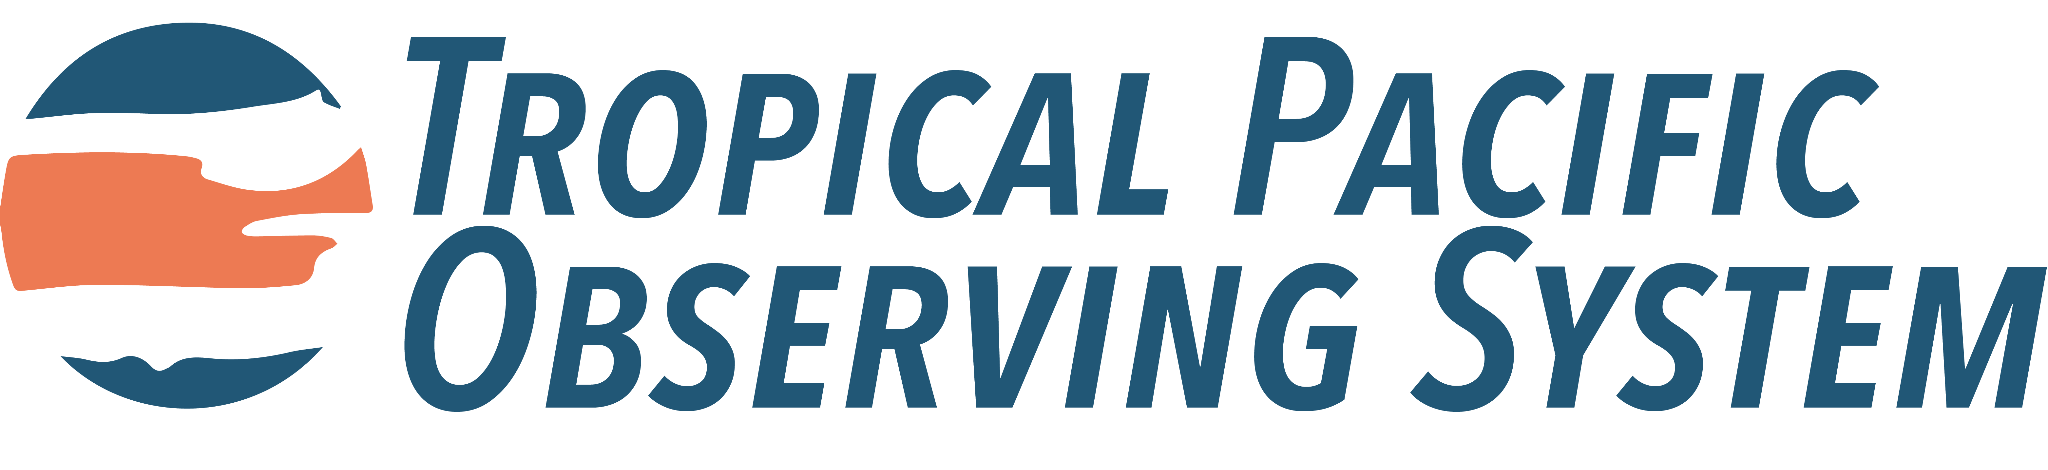 TROPICAL PACIFIC
OBSERVING SYSTEM